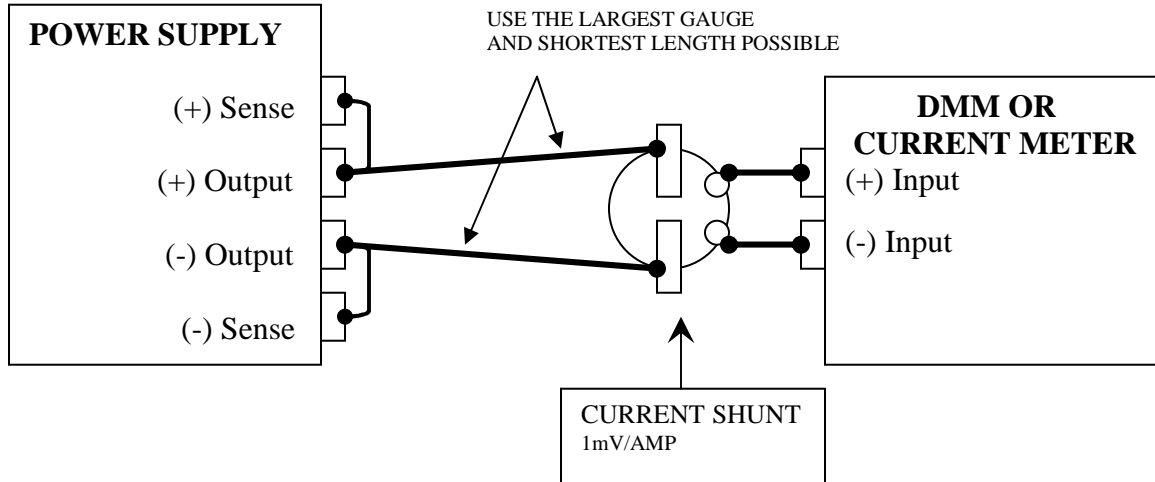 POWER SUPPLY
(+) Sense
(+) Output
(-) Output
(-) Sense
USE THE LARGEST GAUGE
AND SHORTEST LENGTH POSSIBLE
DMM OR
CURRENT METER
(+) Input
(-) Input
CURRENT SHUNT
1mV/AMP